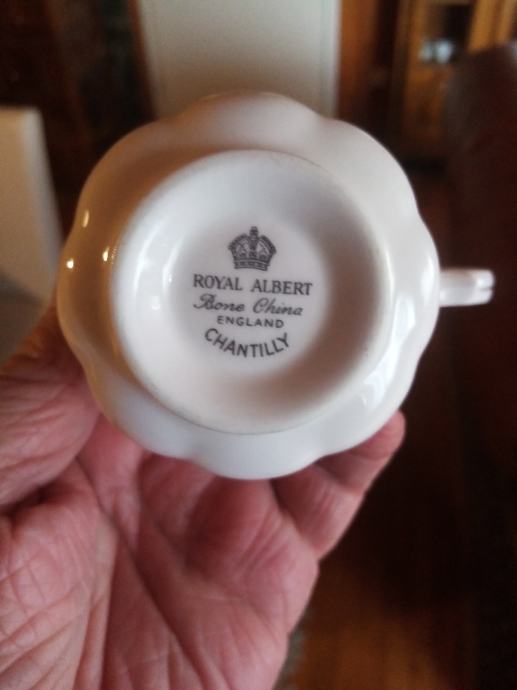 ROYAL ALBERT
Bone China
ENGLAND
CHANTILLY